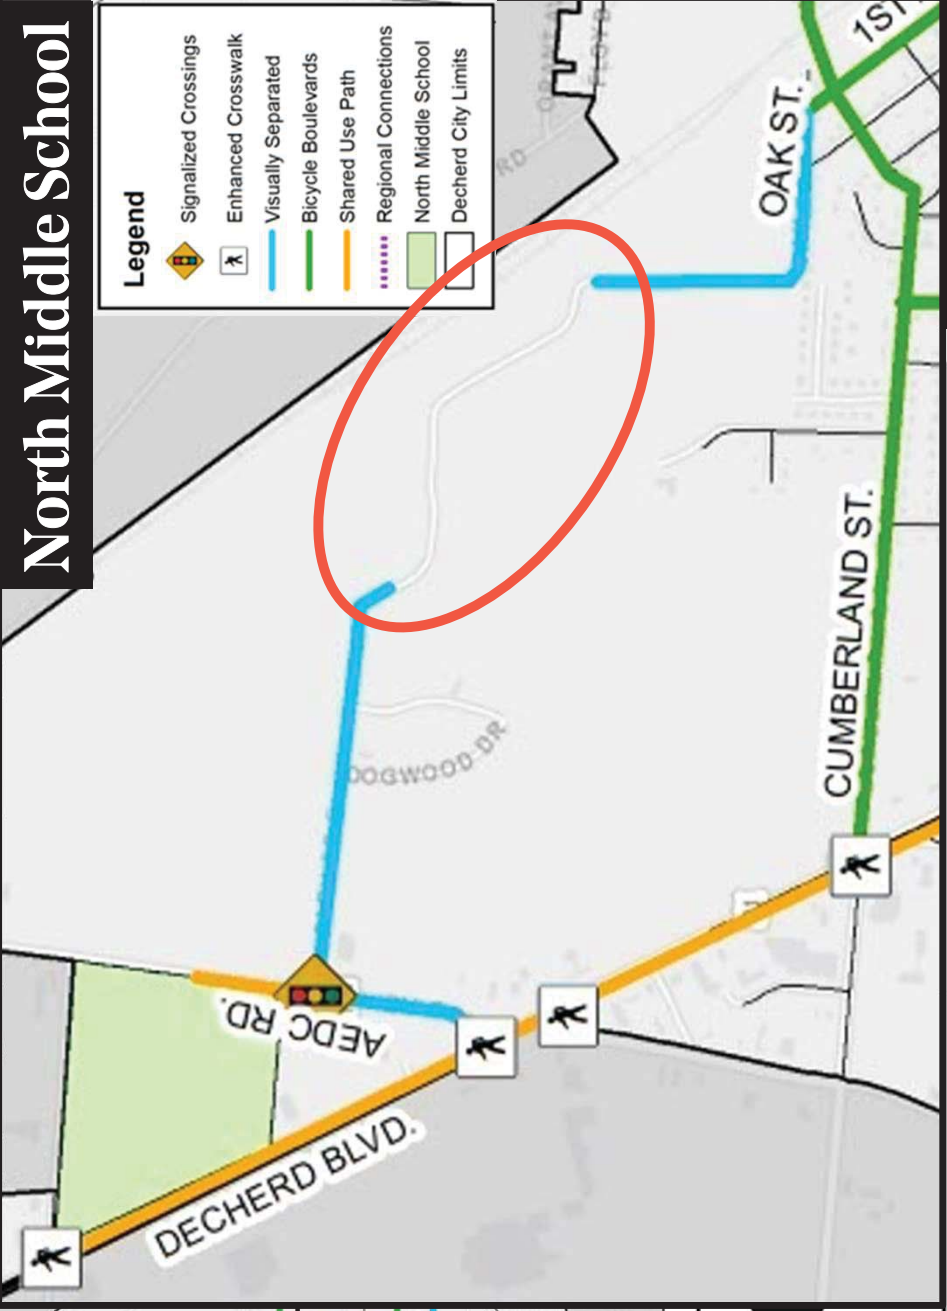 North Middle School
Legend
Signalized Crossings
Enhanced Crosswalk
Visually Separated
Bicycle Boulevards
Shared Use Path
Regional Connections
North Middle School
Decherd City Limits
RD
OAK ST.
1ST
CUMBERLAND ST.
DOGWOOD DR
AEDC RD.
DECHERD BLVD.